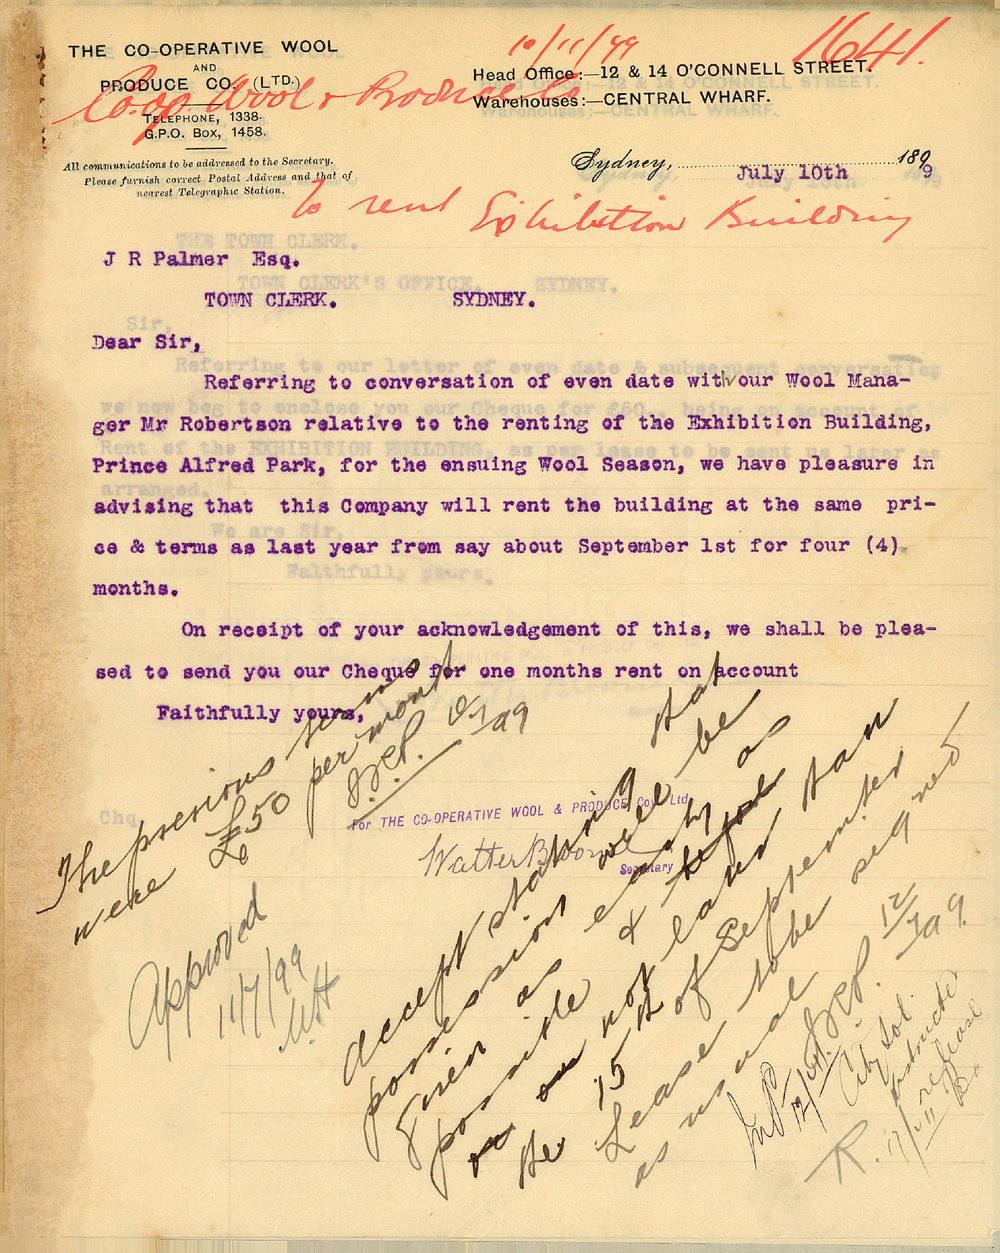 10/11/99
1641.
THE CO-OPERATIVE WOOL
AND
PRODUCE CO. (LTD.)
Co.op Wool & Produce Co
TELEPHONE, 1338.
G.P.O. Box, 1458.
All communications to be addressed to the Secretary.
Please furnish correct Postal Address and that of
nearest Telegraphic Station.
Head Office:—12 & 14 O'CONNELL STREET.
Warehouses:—CENTRAL WHARF.
Sydney, July 10th 1899
To rent Exhibition Building
J R Palmer Esq.
TOWN CLERK. SYDNEY.
Dear Sir,
Referring to conversation of even date with our Wool Mana-
ger Mr Robertson relative to the renting of the Exhibition Building,
Prince Alfred Park, for the ensuing Wool Season, we have pleasure in
advising that this Company will rent the building at the same pri-
ce & terms as last year from say about September 1st for four (4)
months.
On receipt of your acknowledgement of this, we shall be plea-
sed to send you our Cheque for one months rent on account
Faithfully yours,
For THE CO-OPERATIVE WOOL & PRODUCE Coy. Ltd.
Secretary
The previous terms
were £50 per month
10/7/99
Approved
11/7/99
Accept stating that
possession will be
given as early as
possible & before
or not later than
the 15th of September
Lease to be signed
as usual
12/7/99.
City Sol.
instructed
R.